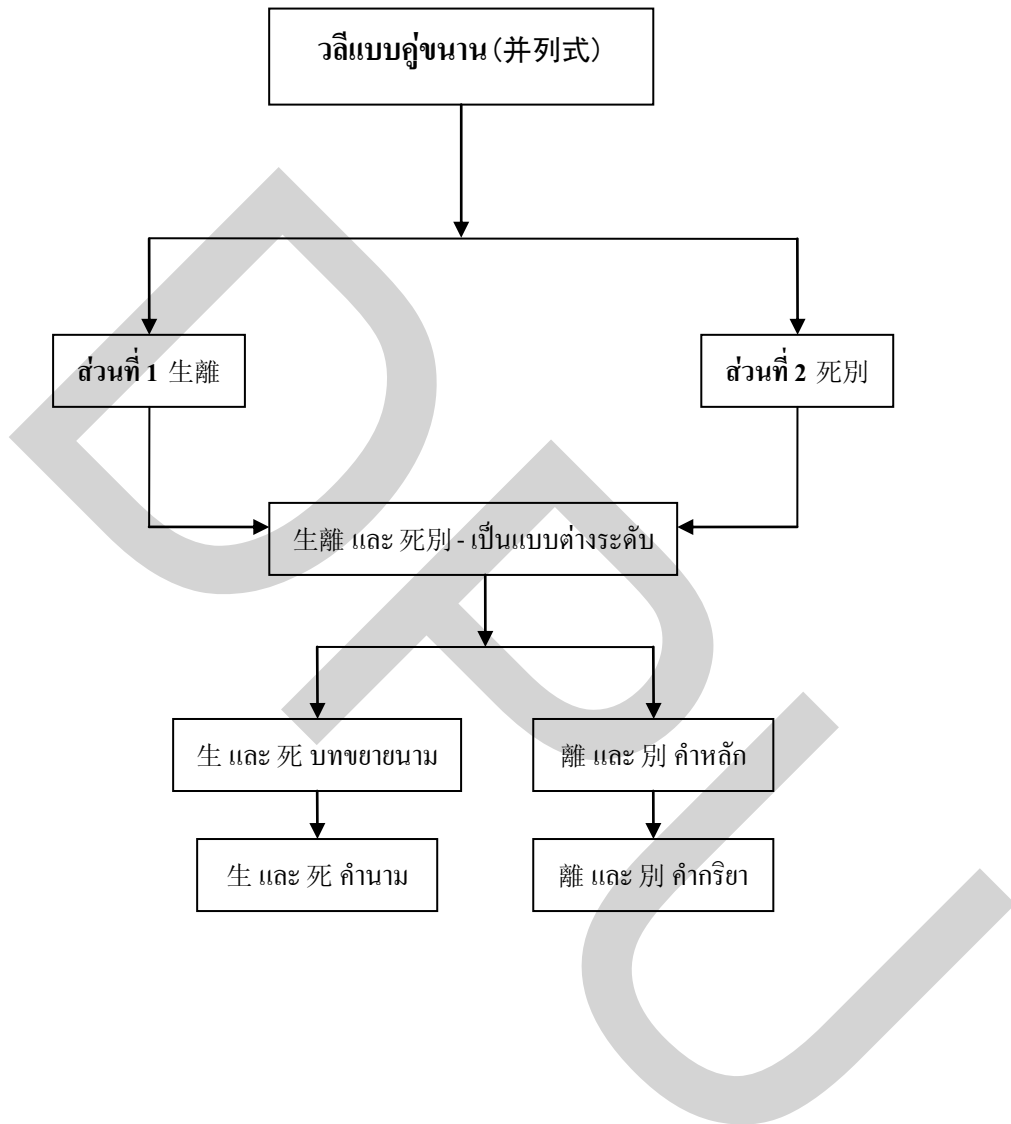 วลีแบบคู่ขนาน (并列式)
ส่วนที่ 1 生離
ส่วนที่ 2 死別
生離 และ 死別 - เป็นแบบต่างระดับ
生 และ 死 บทขยายนาม
離 และ 別 คำหลัก
生 และ 死 คำนาม
離 และ 別 คำกริยา
DPU